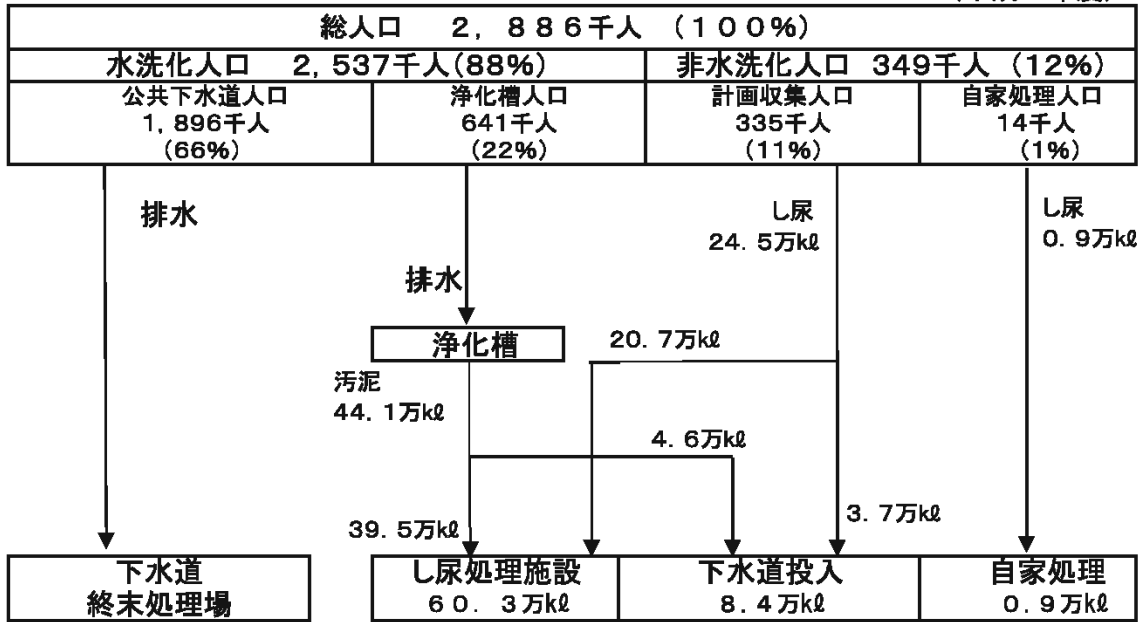 総人口 2,886千人 (100%)
水洗化人口 2,537千人(88%)
非水洗化人口 349千人 (12%)
公共下水道人口
1,896千人
(66%)
浄化槽人口
641千人
(22%)
計画収集人口
335千人
(11%)
自家処理人口
14千人
(1%)
排水
し尿
24.5万kℓ
し尿
0.9万kℓ
排水
浄化槽
20.7万kℓ
汚泥
44.1万kℓ
4.6万kℓ
39.5万kℓ
3.7万kℓ
下水道
終末処理場
し尿処理施設
60.3万kℓ
下水道投入
8.4万kℓ
自家処理
0.9万kℓ